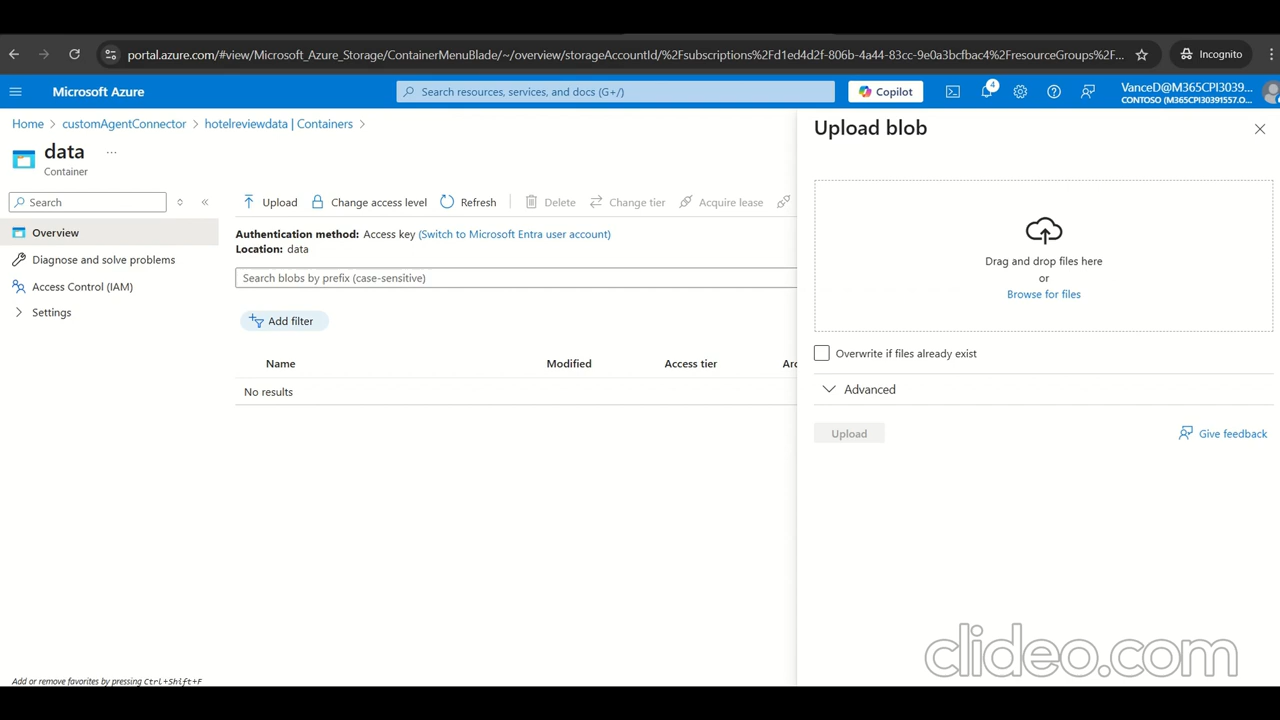 portal.azure.com/#view/Microsoft_Azure_Storage/ContainerMenuBlade/~/overview/storageAccountId/%2Fsubscriptions%2Fd1ed4d2f-806b-4a44-83cc-9e0a3bcfbac4%2FresourceGroups%2F...
Incognito
Microsoft Azure
Search resources, services, and docs (G+/)
Copilot
4
VanceD@M365CPI3039...
CONTOSO (M365CPI30391557.O...
Home > customAgentConnector > hotelreviewdata | Containers >
data ...
Container
Search
Overview
Diagnose and solve problems
Access Control (IAM)
Settings
Upload
Change access level
Refresh
Delete
Change tier
Acquire lease
Authentication method: Access key (Switch to Microsoft Entra user account)
Location: data
Search blobs by prefix (case-sensitive)
Add filter
Name Modified Access tier Arc
No results
Upload blob
Drag and drop files here
or
Browse for files
Overwrite if files already exist
Advanced
Upload
Give feedback
Add or remove favorites by pressing Ctrl+Shift+F
clideo.com